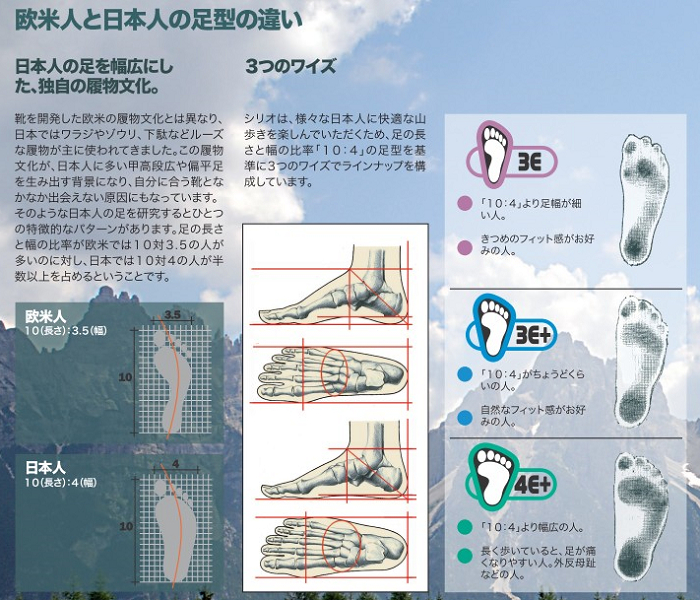 欧米人と日本人の足型の違い
日本人の足を幅広にし
た、独自の履物文化。
靴を開発した欧米の履物文化とは異なり、
日本ではワラジやゾウリ、下駄などルーズ
な履物が主に使われてきました。この履物
文化が、日本人に多い甲高段広や偏平足
を生み出す背景になり、自分に合う靴とな
かなか出会えない原因にもなっています。
そのような日本人の足を研究するとひとつ
の特徴的なパターンがあります。足の長さ
と幅の比率が欧米では10対3.5の人が
多いのに対し、日本では10対4の人が半
数以上を占めるということです。
3つのワイズ
シリオは、様々な日本人に快適な山
歩きを楽しんでいただくため、足の長
さと幅の比率「10:4」の足型を基
準に3つのワイズでラインナップを構
成しています。
欧米人
10(長さ):3.5(幅)
3.5
10
日本人
10(長さ):4(幅)
4
10
3E
「10:4」より足幅が細
い人。
きつめのフィット感がお好
みの人。
3E+
「10:4」がちょうどくら
いの人。
自然なフィット感がお好
みの人。
4E+
「10:4」より幅広の人。
長く歩いていると、足が痛
くなりやすい人。外反母趾
などの人。